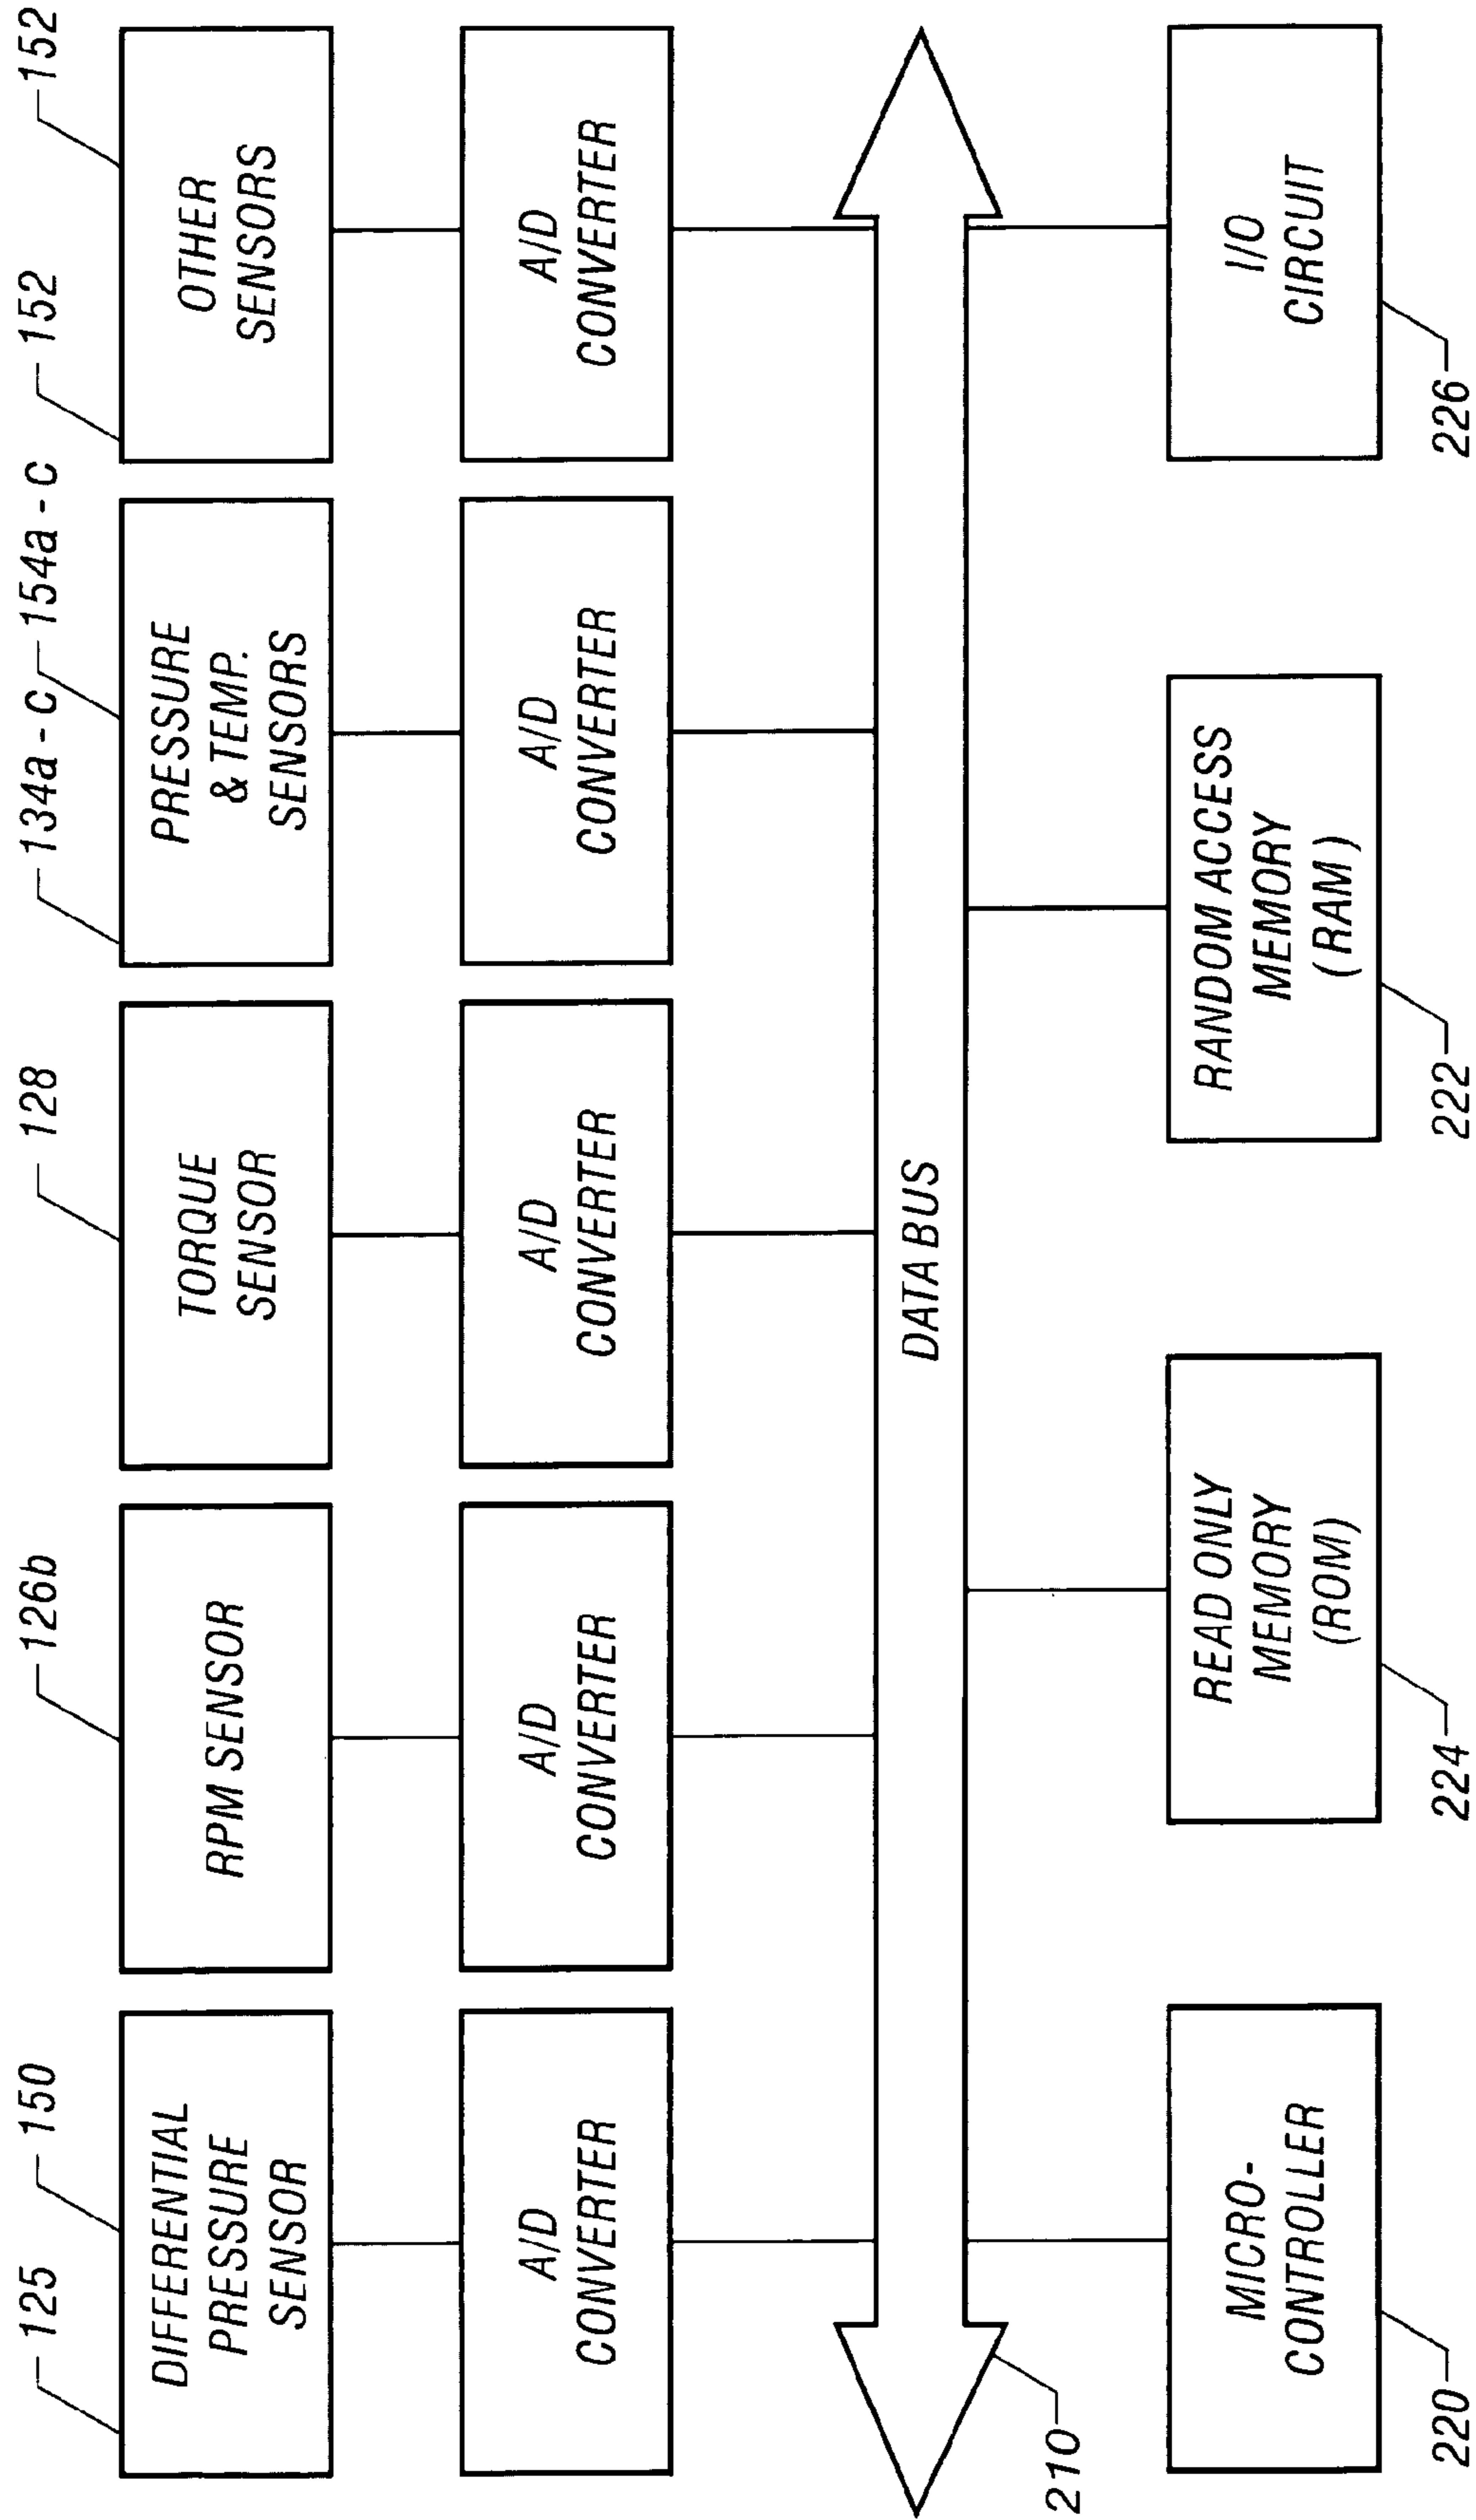 125
150
126b
128
134a-c
154a-c
152
152
DIFFERENTIAL
PRESSURE
SENSOR
RPM SENSOR
TORQUE
SENSOR
PRESSURE
& TEMP.
SENSORS
OTHER
SENSORS
A/D
CONVERTER
A/D
CONVERTER
A/D
CONVERTER
A/D
CONVERTER
A/D
CONVERTER
DATA BUS
210
MICRO-
CONTROLLER
READ ONLY
MEMORY
(ROM)
RANDOM ACCESS
MEMORY
(RAM)
I/O
CIRCUIT
220
224
222
226